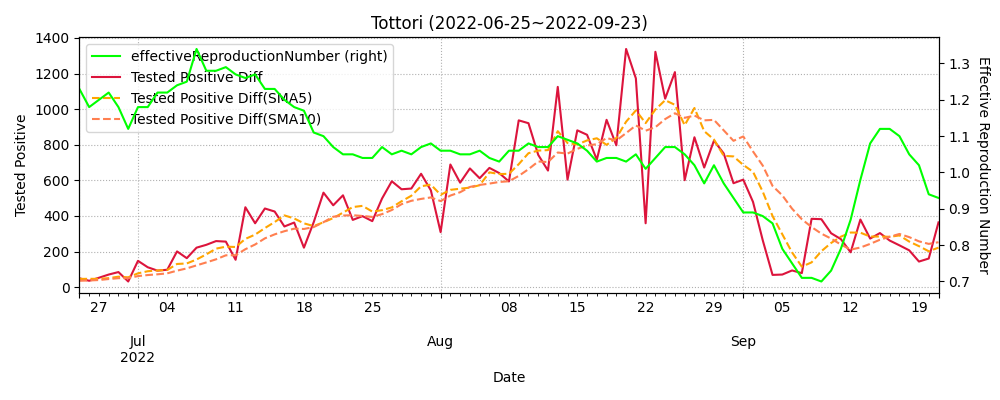 Tottori (2022-06-25~2022-09-23)
effectiveReproductionNumber (right)
Tested Positive Diff
Tested Positive Diff(SMA5)
Tested Positive Diff(SMA10)
Tested Positive
1400
1200
1000
800
600
400
200
0
1.3
1.2
1.1
1.0
0.9
0.8
0.7
Effective Reproduction Number
27 04 11 18 25 08 15 22 29 05 12 19
Jul Aug Sep
2022
Date